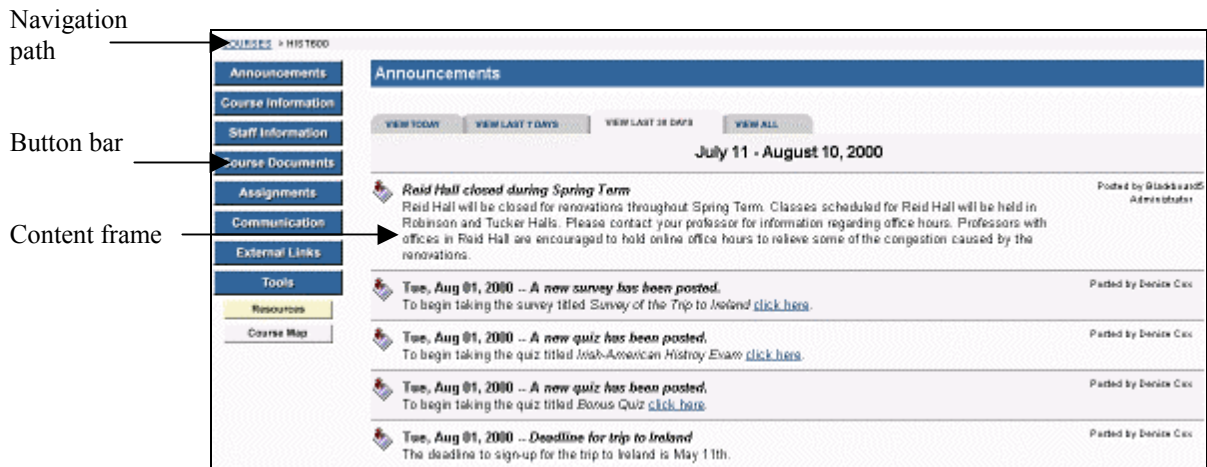 Navigation
path
Button bar
Content frame
COURSES > HIST600
Announcements
Course Information
Staff Information
Course Documents
Assignments
Communication
External Links
Tools
Resources
Course Map
Announcements
VIEW TODAY VIEW LAST 7 DAYS VIEW LAST 30 DAYS VIEW ALL
July 11 - August 10, 2000
Reid Hall closed during Spring Term
Posted by Blackboard5
Administrator
Reid Hall will be closed for renovations throughout Spring Term. Classes scheduled for Reid Hall will be held in
Robinson and Tucker Halls. Please contact your professor for information regarding office hours. Professors with
offices in Reid Hall are encouraged to hold online office hours to relieve some of the congestion caused by the
renovations.
Tue, Aug 01, 2000 -- A new survey has been posted.
Posted by Denise Cox
To begin taking the survey titled Survey of the Trip to Ireland click here.
Tue, Aug 01, 2000 -- A new quiz has been posted.
Posted by Denise Cox
To begin taking the quiz titled Irish-American Histroy Exam click here.
Tue, Aug 01, 2000 -- A new quiz has been posted.
Posted by Denise Cox
To begin taking the quiz titled Bonus Quiz click here.
Tue, Aug 01, 2000 -- Deadline for trip to Ireland
Posted by Denise Cox
The deadline to sign-up for the trip to Ireland is May 11th.